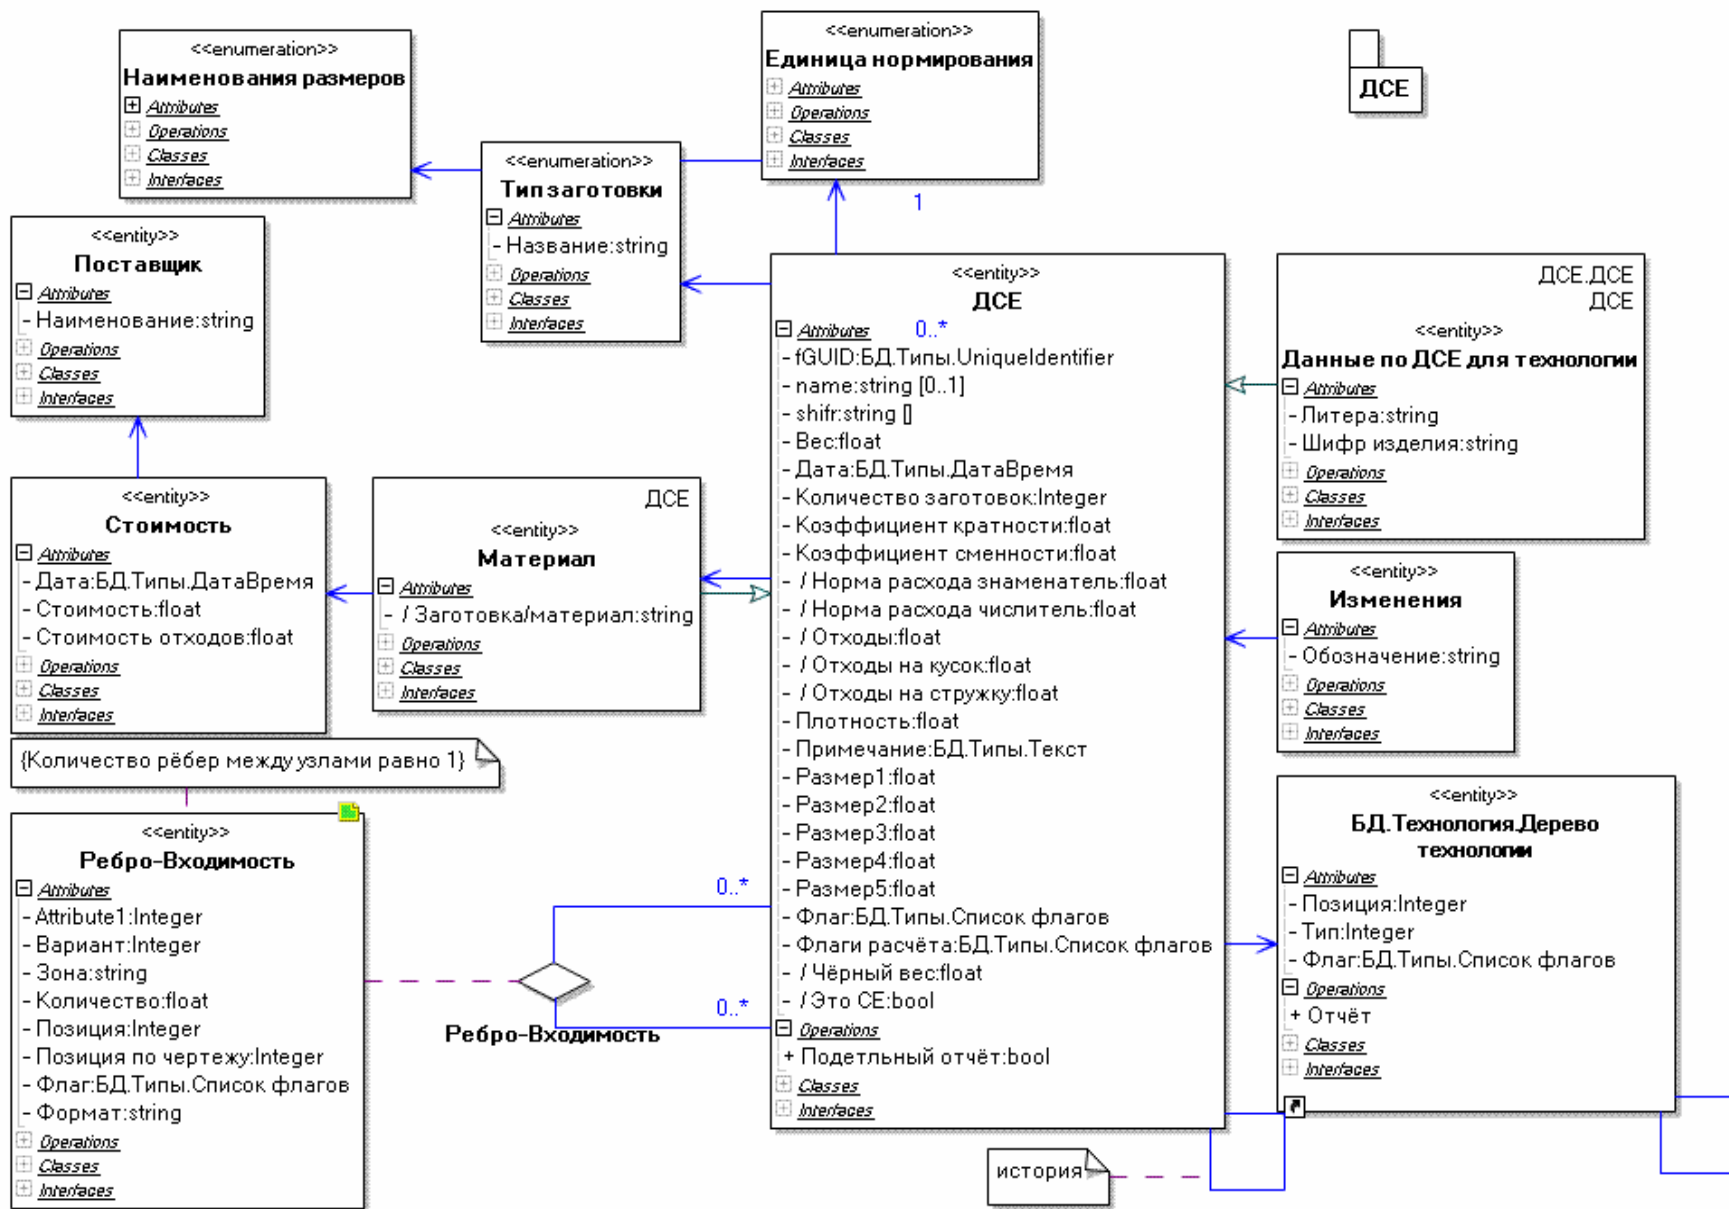 <<enumeration>>
Наименования размеров
Attributes
Operations
Classes
Interfaces
<<enumeration>>
Единица нормирования
Attributes
Operations
Classes
Interfaces
ДСЕ
<<enumeration>>
Тип заготовки
Attributes
- Название:string
Operations
Classes
Interfaces
1
<<entity>>
Поставщик
Attributes
- Наименование:string
Operations
Classes
Interfaces
<<entity>>
Стоимость
Attributes
- Дата:БД.Типы.ДатаВремя
- Стоимость:float
- Стоимость отходов:float
Operations
Classes
Interfaces
ДСЕ
<<entity>>
Материал
Attributes
- / Заготовка/материал:string
Operations
Classes
Interfaces
<<entity>>
ДСЕ
Attributes 0..*
- fGUID:БД.Типы.UniqueIdentifier
- name:string [0..1]
- shifr:string []
- Вес:float
- Дата:БД.Типы.ДатаВремя
- Количество заготовок:Integer
- Коэффициент кратности:float
- Коэффициент сменности:float
- / Норма расхода знаменатель:float
- / Норма расхода числитель:float
- / Отходы:float
- / Отходы на кусок:float
- / Отходы на стружку:float
- Плотность:float
- Примечание:БД.Типы.Текст
- Размер1:float
- Размер2:float
- Размер3:float
- Размер4:float
- Размер5:float
- Флаг:БД.Типы.Список флагов
- Флаги расчёта:БД.Типы.Список флагов
- / Чёрный вес:float
- / Это СЕ:bool
Operations
+ Подетльный отчёт:bool
Classes
Interfaces
ДСЕ.ДСЕ
ДСЕ
<<entity>>
Данные по ДСЕ для технологии
Attributes
- Литера:string
- Шифр изделия:string
Operations
Classes
Interfaces
<<entity>>
Изменения
Attributes
- Обозначение:string
Operations
Classes
Interfaces
<<entity>>
БД.Технология.Дерево
технологии
Attributes
- Позиция:Integer
- Тип:Integer
- Флаг:БД.Типы.Список флагов
Operations
+ Отчёт
Classes
Interfaces
{Количество рёбер между узлами равно 1}
<<entity>>
Ребро-Входимость
Attributes
- Attribute1:Integer
- Вариант:Integer
- Зона:string
- Количество:float
- Позиция:Integer
- Позиция по чертежу:Integer
- Флаг:БД.Типы.Список флагов
- Формат:string
Operations
Classes
Interfaces
0..*
0..*
Ребро-Входимость
история